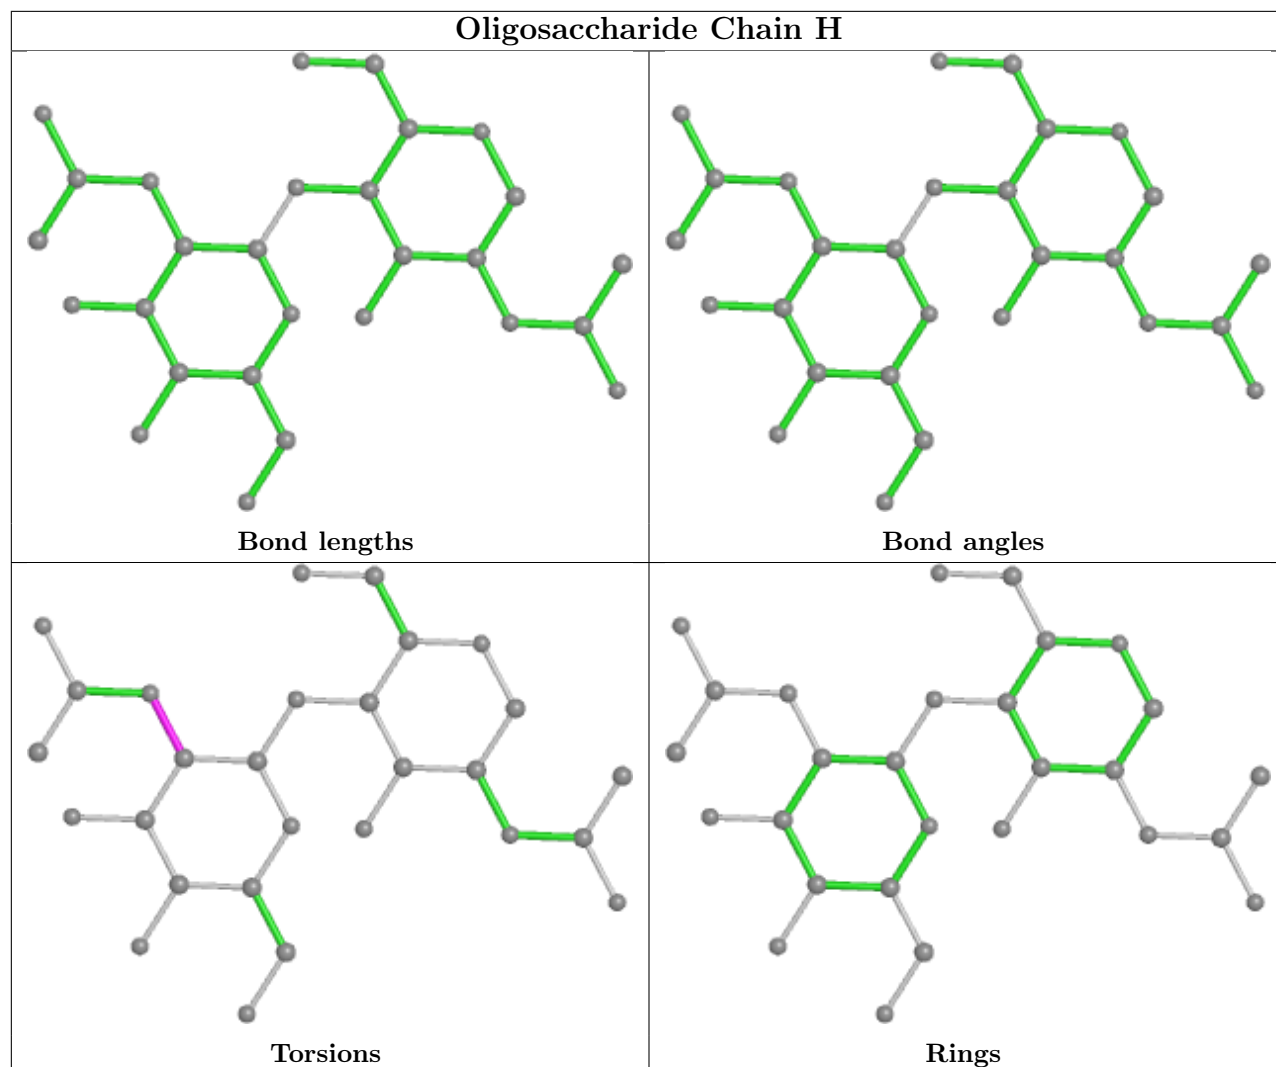 Oligosaccharide Chain H
Bond lengths
Bond angles
Torsions
Rings